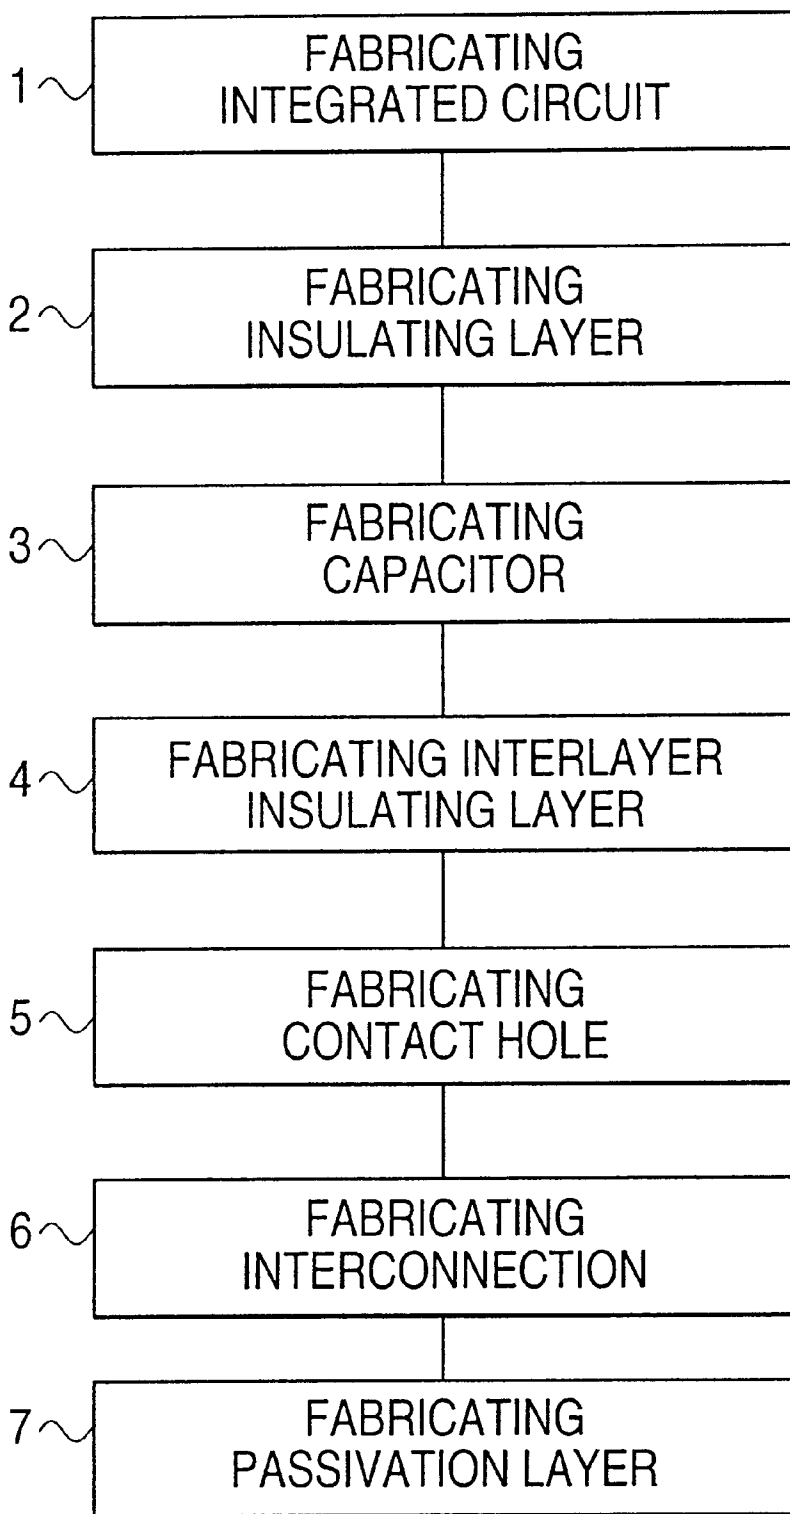 1
FABRICATING
INTEGRATED CIRCUIT
2
FABRICATING
INSULATING LAYER
3
FABRICATING
CAPACITOR
4
FABRICATING INTERLAYER
INSULATING LAYER
5
FABRICATING
CONTACT HOLE
6
FABRICATING
INTERCONNECTION
7
FABRICATING
PASSIVATION LAYER